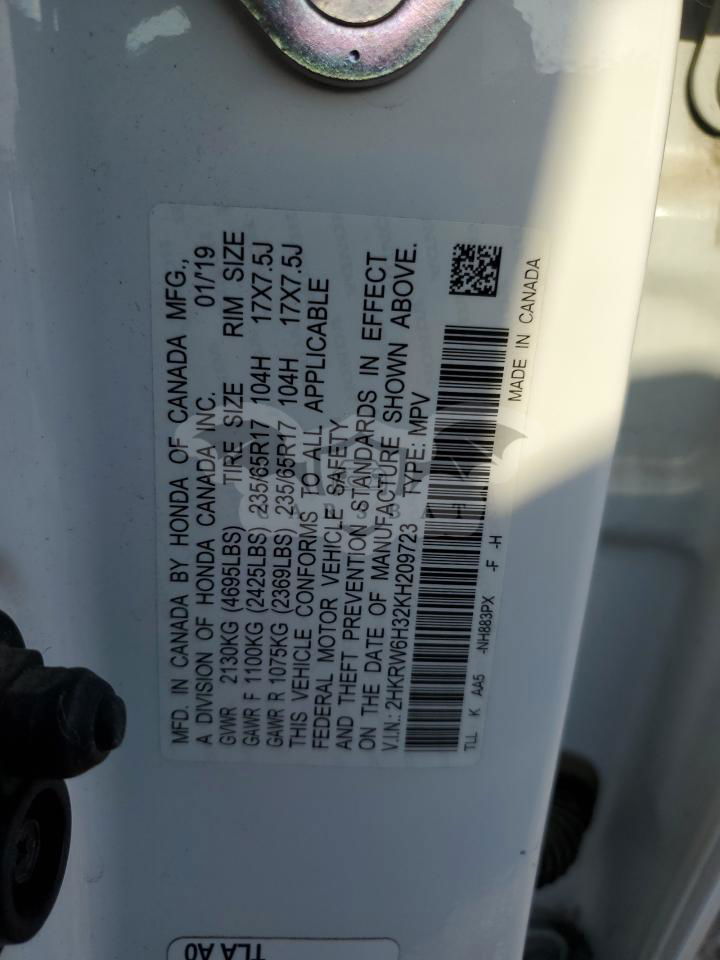 MFD. IN CANADA BY HONDA OF CANADA MFG.,
A DIVISION OF HONDA CANADA INC. 01/'19
GVWR 2130KG (4695LBS) TIRE SIZE RIM SIZE
GAWR F 1100KG (2425LBS) 235/65R17 104H 17X7.5J
GAWR R 1075KG (2369LBS) 235/65R17 104H 17X7.5J
THIS VEHICLE CONFORMS TO ALL APPLICABLE
FEDERAL MOTOR VEHICLE SAFETY
AND THEFT PREVENTION STANDARDS IN EFFECT
ON THE DATE OF MANUFACTURE SHOWN ABOVE.
V.I.N.: 2HKRW6H32KH209723 TYPE: MPV
TLL K AA5 -NH883PX -F -H
MADE IN CANADA
TLA A0